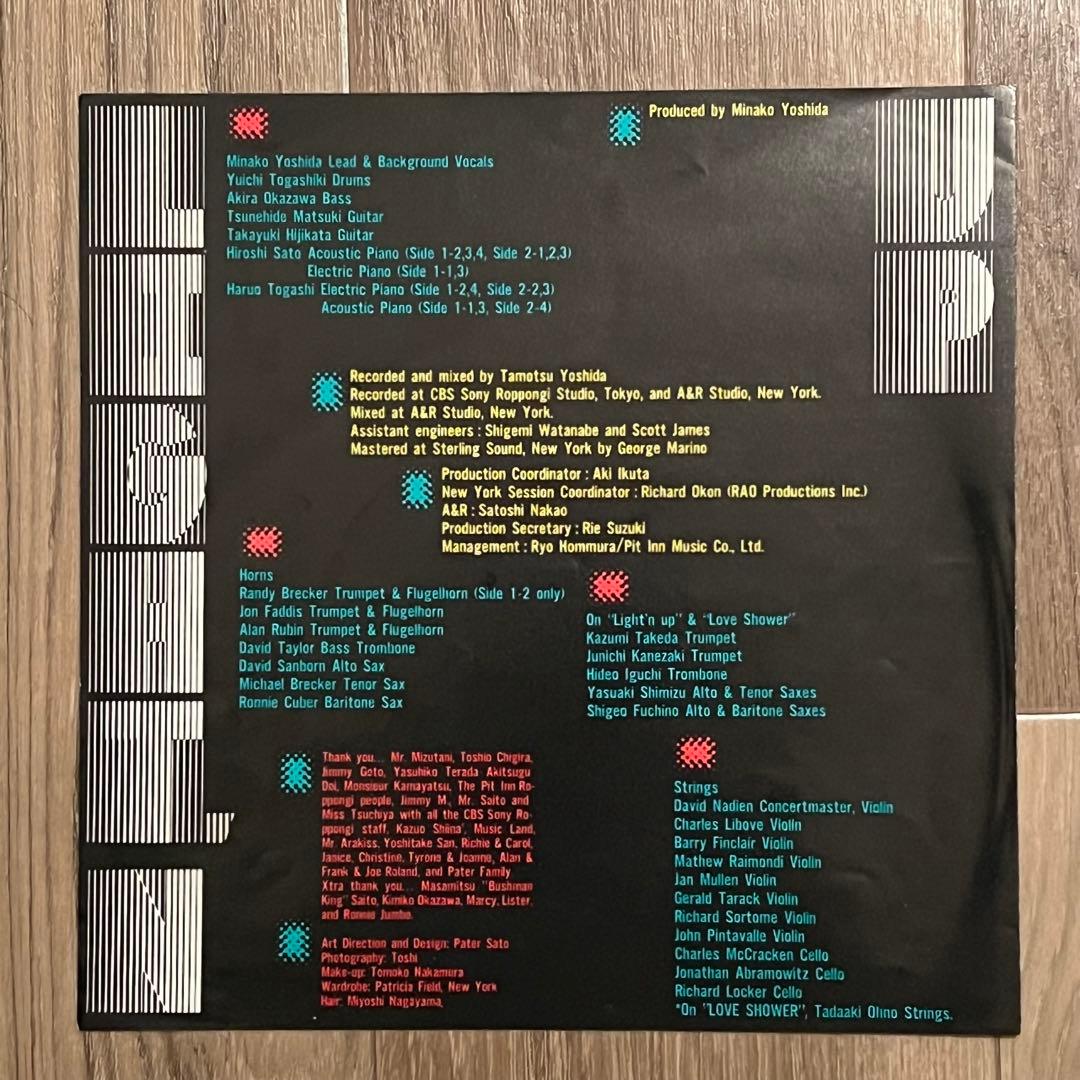 LIGHT'N
UP
Produced by Minako Yoshida
Minako Yoshida Lead & Background Vocals
Yuichi Togashiki Drums
Akira Okazawa Bass
Tsunehide Matsuki Guitar
Takayuki Hijikata Guitar
Hiroshi Sato Acoustic Piano (Side 1-2,3,4, Side 2-1,2,3)
Electric Piano (Side 1-1,3)
Haruo Togashi Electric Piano (Side 1-2,4, Side 2-2,3)
Acoustic Piano (Side 1-1,3, Side 2-4)
Recorded and mixed by Tamotsu Yoshida
Recorded at CBS Sony Roppongi Studio, Tokyo, and A&R Studio, New York.
Mixed at A&R Studio, New York.
Assistant engineers : Shigemi Watanabe and Scott James
Mastered at Sterling Sound, New York by George Marino
Production Coordinator : Aki Ikuta
New York Session Coordinator : Richard Okon (RAO Productions Inc.)
A&R : Satoshi Nakao
Production Secretary : Rie Suzuki
Management : Ryo Hommura/Pit Inn Music Co., Ltd.
Horns
Randy Brecker Trumpet & Flugelhorn (Side 1-2 only)
Jon Faddis Trumpet & Flugelhorn
Alan Rubin Trumpet & Flugelhorn
David Taylor Bass Trombone
David Sanborn Alto Sax
Michael Brecker Tenor Sax
Ronnie Cuber Baritone Sax
On "Light'n up" & "Love Shower"
Kazumi Takeda Trumpet
Junichi Kanezaki Trumpet
Hideo Iguchi Trombone
Yasuaki Shimizu Alto & Tenor Saxes
Shigeo Fuchino Alto & Baritone Saxes
Thank you... Mr. Mizutani, Toshio Chigira,
Jimmy Goto, Yasuhiko Terada Akitsugu
Doi, Monsieur Kamayatsu, The Pit Inn Ro-
ppongi people, Jimmy M., Mr. Saito and
Miss Tsuchiya with all the CBS Sony Ro-
ppongi staff, Kazuo Shiina, Music Land,
Mr. Arakiss, Yoshitake San, Richie & Carol,
Janice, Christine, Tyrone & Joanne, Alan &
Frank & Joe Roland, and Pater Family
Xtra thank you... Masamitsu "Bushman
King" Saito, Kimiko Okazawa, Marcy, Lister,
and Ronnie Jumbo.
Art Direction and Design: Pater Sato
Photography: Toshi
Make-up: Tomoko Nakamura
Wardrobe: Patricia Field, New York
Hair: Miyoshi Nagayama,
Strings
David Nadien Concertmaster, Violin
Charles Libove Violin
Barry Finclair Violin
Mathew Raimondi Violin
Jan Mullen Violin
Gerald Tarack Violin
Richard Sortome Violin
John Pintavalle Violin
Charles McCracken Cello
Jonathan Abramowitz Cello
Richard Locker Cello
*On "LOVE SHOWER", Tadaaki Ohno Strings.